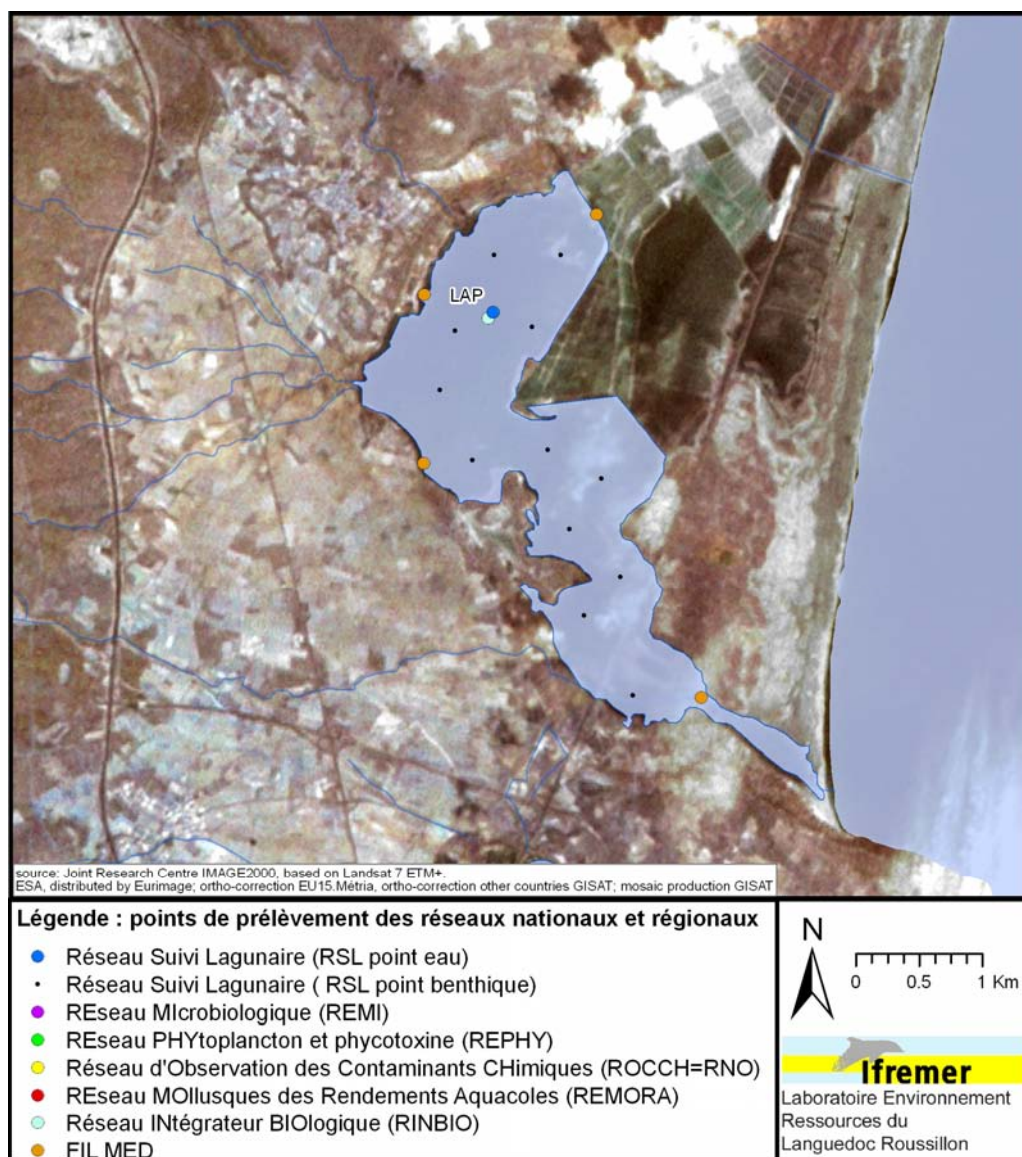 LAP
source: Joint Research Centre IMAGE2000, based on Landsat 7 ETM+.
ESA, distributed by Eurimage; ortho-correction EU15.Métria, ortho-correction other countries GISAT; mosaic production GISAT
Légende : points de prélèvement des réseaux nationaux et régionaux
Réseau Suivi Lagunaire (RSL point eau)
Réseau Suivi Lagunaire ( RSL point benthique)
REseau MIcrobiologique (REMI)
REseau PHYtoplancton et phycotoxine (REPHY)
Réseau d'Observation des Contaminants CHimiques (ROCCH=RNO)
REseau MOllusques des Rendements Aquacoles (REMORA)
Réseau INtégrateur BIOlogique (RINBIO)
FIL MED
N
0 0.5 1 Km
Ifremer
Laboratoire Environnement
Ressources du
Languedoc Roussillon